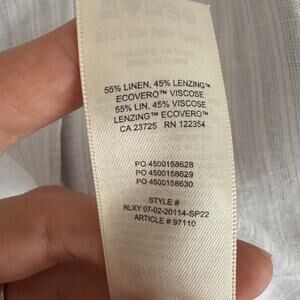 55% LINEN, 45% LENZING™
ECOVERO™ VISCOSE
55% LIN, 45% VISCOSE
LENZING™ ECOVERO™
CA 23725 RN 122354
PO 4500158628
PO 4500158629
PO 4500158630
STYLE #
RLXY 07-02-20114-SP22
ARTICLE # 97110